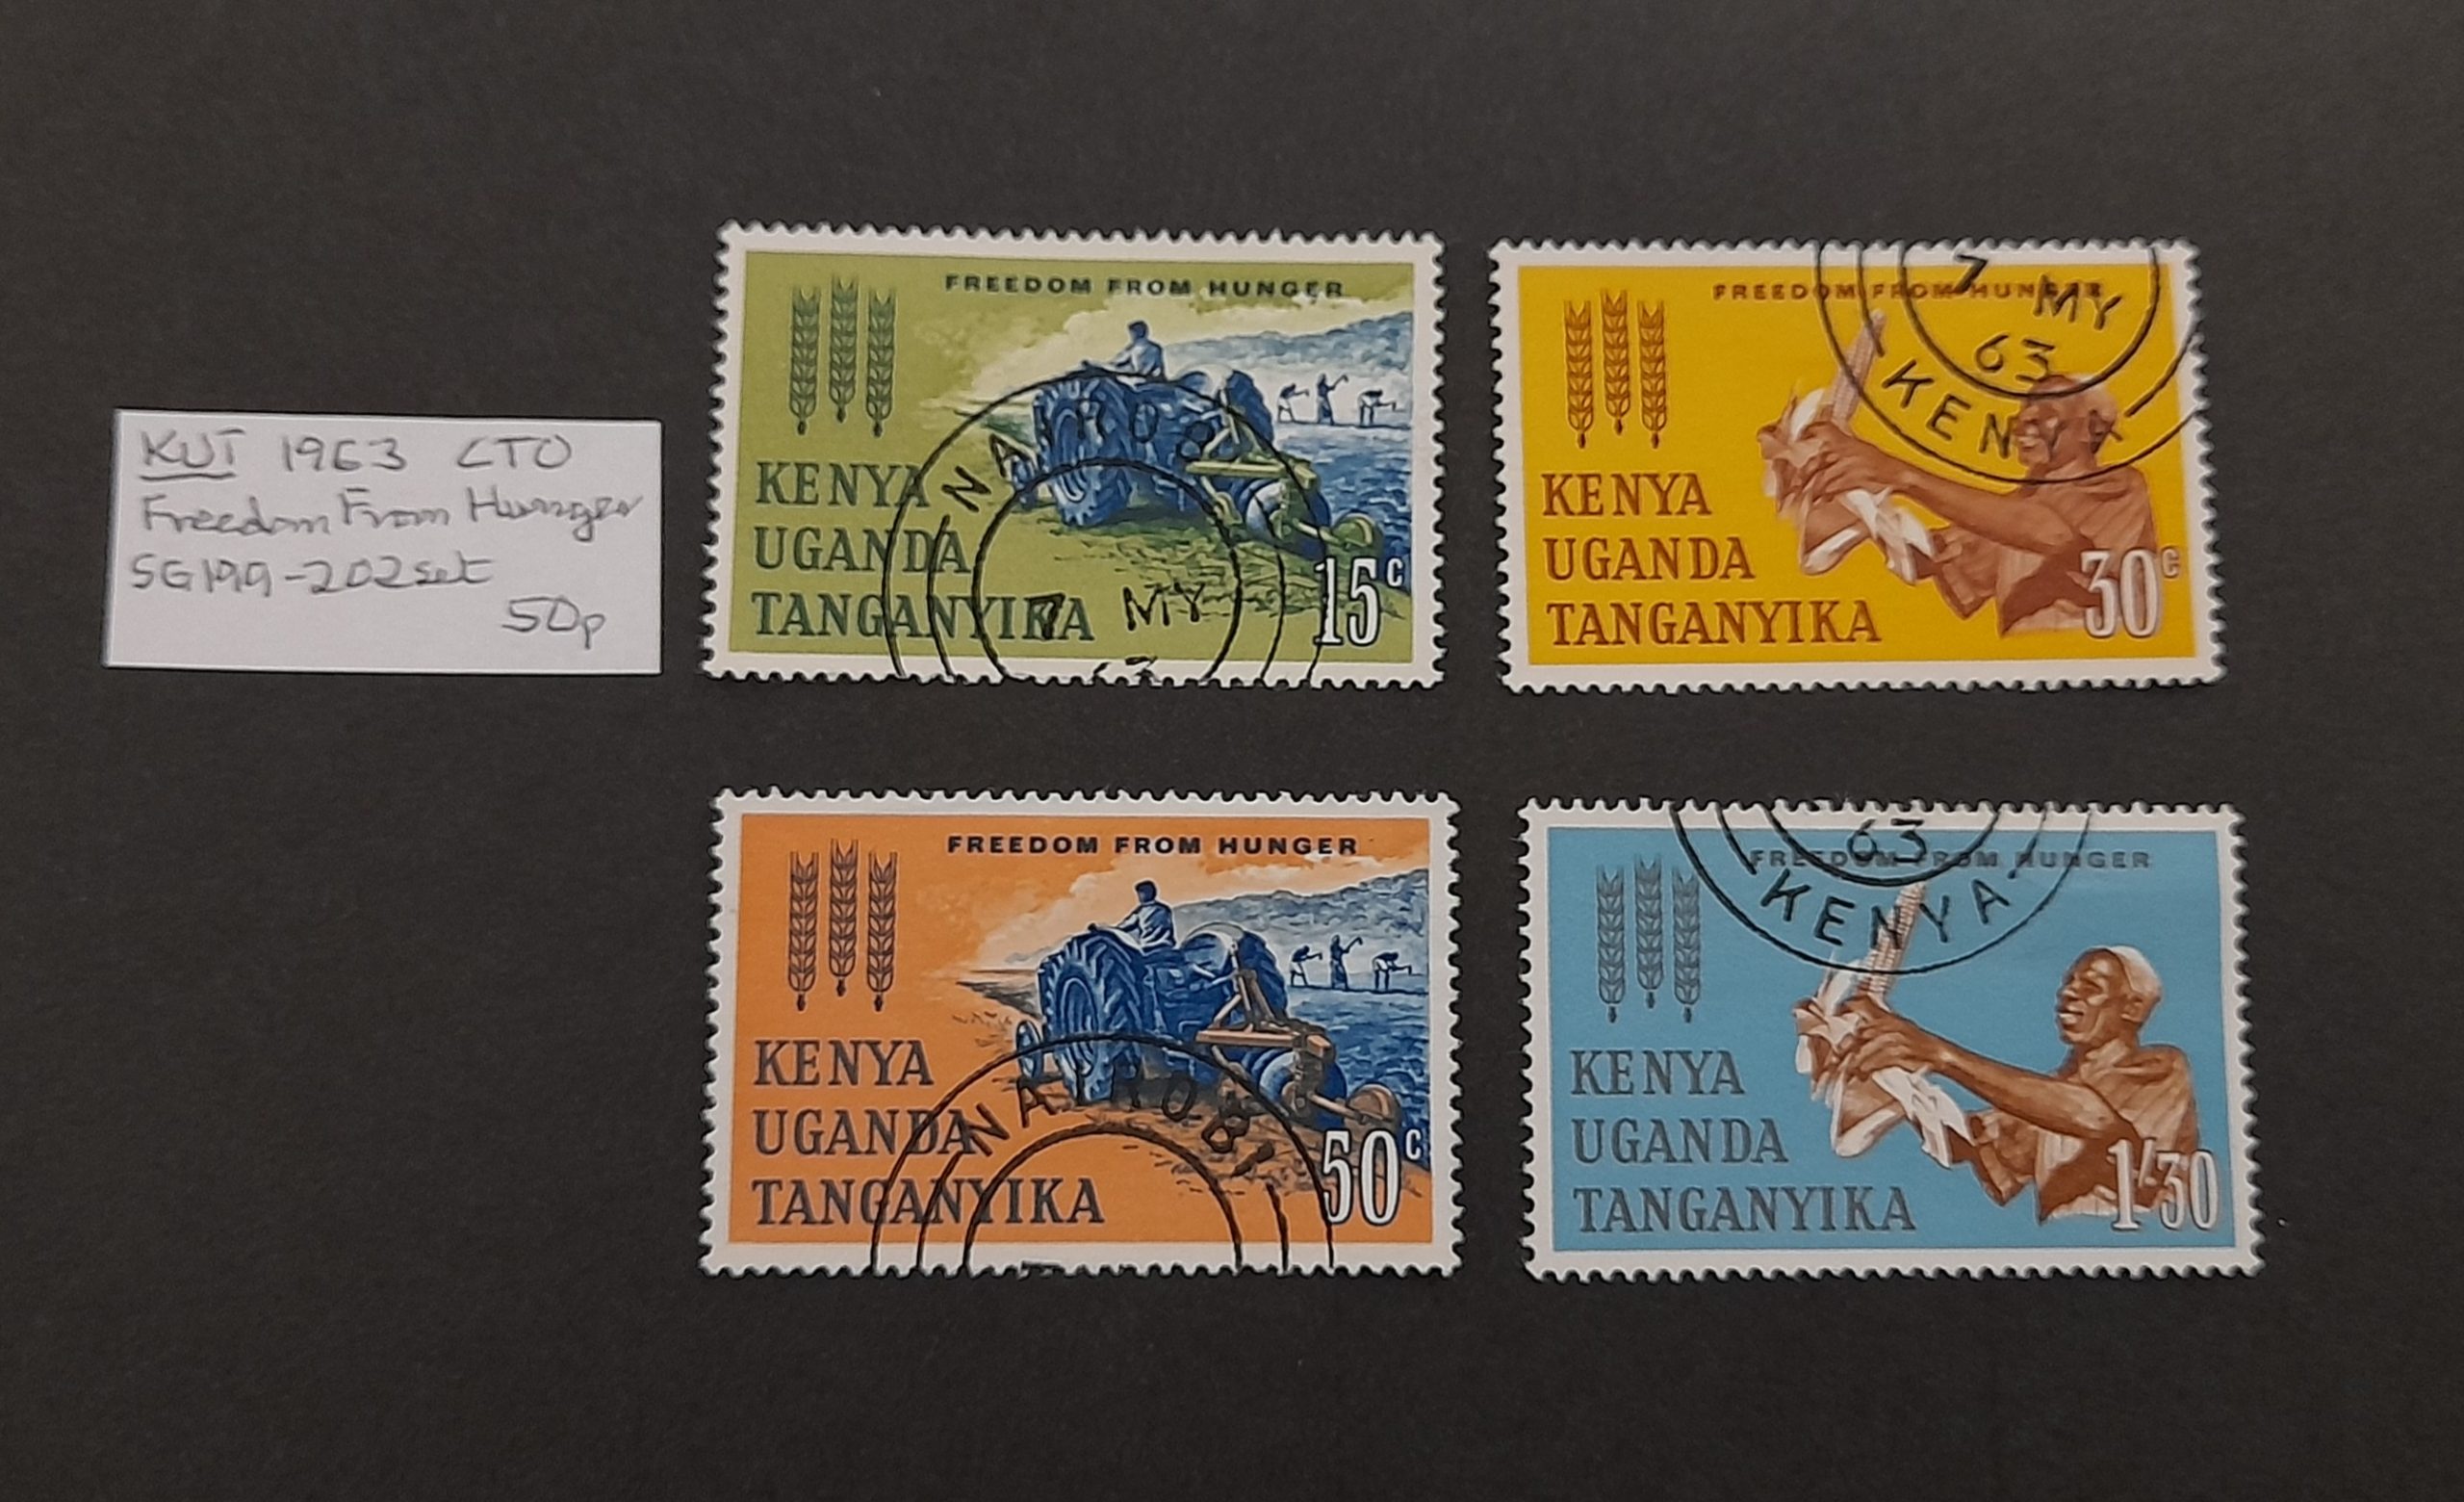 KUT 1963 CTO
Freedom From Hunger
SG199-202 set
50p
FREEDOM FROM HUNGER
KENYA
UGANDA
TANGANYIKA
15c
NAIROBI
7 MY
63
FREEDOM FROM HUNGER
KENYA
UGANDA
TANGANYIKA
30c
7 MY
63
KENYA
FREEDOM FROM HUNGER
KENYA
UGANDA
TANGANYIKA
50c
NAIROBI
FREEDOM FROM HUNGER
KENYA
UGANDA
TANGANYIKA
1/30
63
KENYA